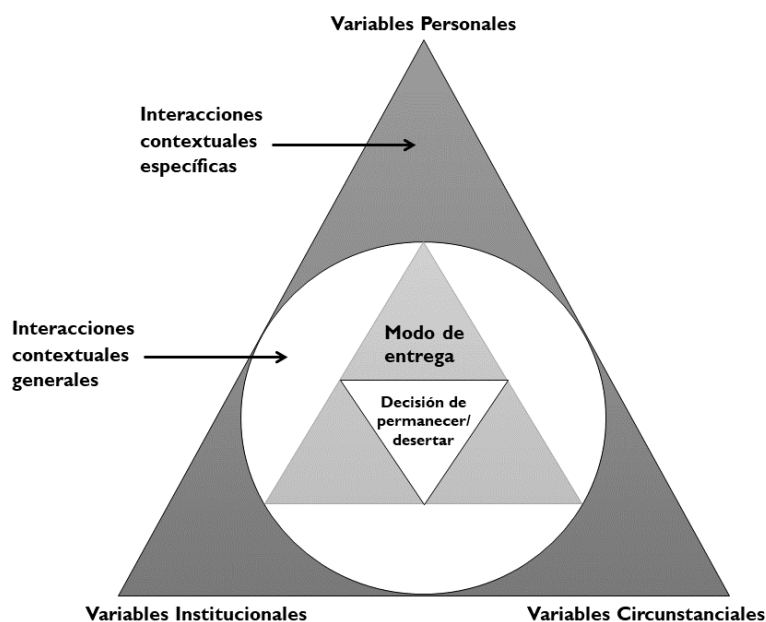 Variables Personales
Interacciones
contextuales
específicas
Interacciones
contextuales
generales
Modo de
entrega
Decisión de
permanecer/
desertar
Variables Institucionales
Variables Circunstanciales